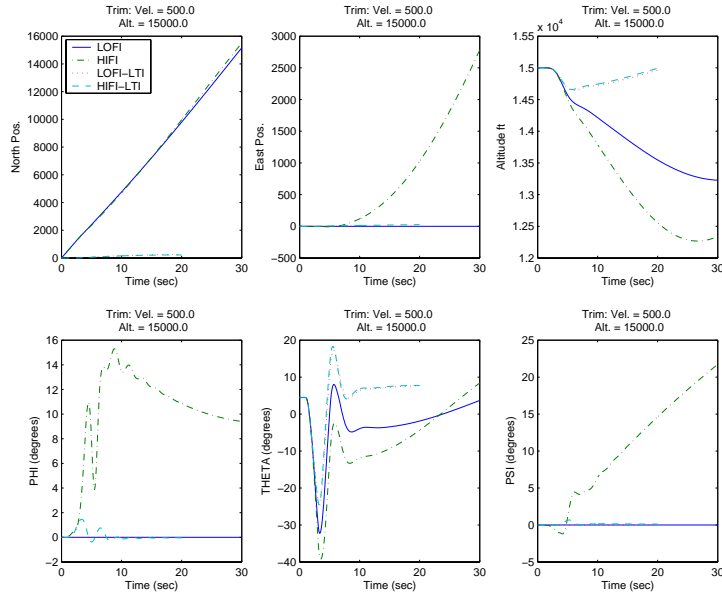 Trim: Vel. = 500.0
Alt. = 15000.0
16000
14000
12000
10000
8000
6000
4000
2000
0
North Pos.
LOFI
HIFI
LOFI−LTI
HIFI−LTI
0 10 20 30
Time (sec)
Trim: Vel. = 500.0
Alt. = 15000.0
3000
2500
2000
1500
1000
500
0
−500
East Pos.
0 10 20 30
Time (sec)
Trim: Vel. = 500.0
Alt. = 15000.0
x 10⁴
1.55
1.5
1.45
1.4
1.35
1.3
1.25
1.2
Altitude ft
0 10 20 30
Time (sec)
Trim: Vel. = 500.0
Alt. = 15000.0
16
14
12
10
8
6
4
2
0
−2
PHI (degrees)
0 10 20 30
Time (sec)
Trim: Vel. = 500.0
Alt. = 15000.0
20
10
0
−10
−20
−30
−40
THETA (degrees)
0 10 20 30
Time (sec)
Trim: Vel. = 500.0
Alt. = 15000.0
25
20
15
10
5
0
−5
PSI (degrees)
0 10 20 30
Time (sec)